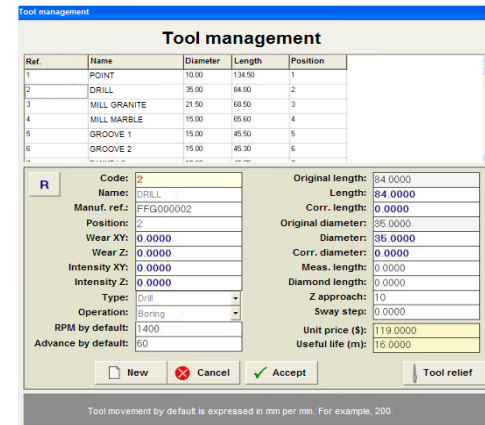 Tool management
Tool management
Ref. Name Diameter Length Position
1 POINT 10.00 134.50 1
2 DRILL 35.00 84.00 2
3 MILL GRANITE 21.50 68.50 3
4 MILL MARBLE 15.00 65.60 4
5 GROOVE 1 15.00 45.50 5
6 GROOVE 2 15.00 45.30 6
R
Code: 2 Original length: 84.0000
Name: DRILL Length: 84.0000
Manuf. ref.: FFG000002 Corr. length: 0.0000
Position: 2 Original diameter: 35.0000
Wear XY: 0.0000 Diameter: 35.0000
Wear Z: 0.0000 Corr. diameter: 0.0000
Intensity XY: 0.0000 Meas. length: 0.0000
Intensity Z: 0.0000 Diamond length: 0.0000
Type: Drill Z approach: 10
Operation: Boring Sway step: 0.0000
RPM by default: 1400 Unit price ($): 119.0000
Advance by default: 60 Useful life (m): 16.0000
New Cancel Accept Tool relief
Tool movement by default is expressed in mm per min. For example, 200.